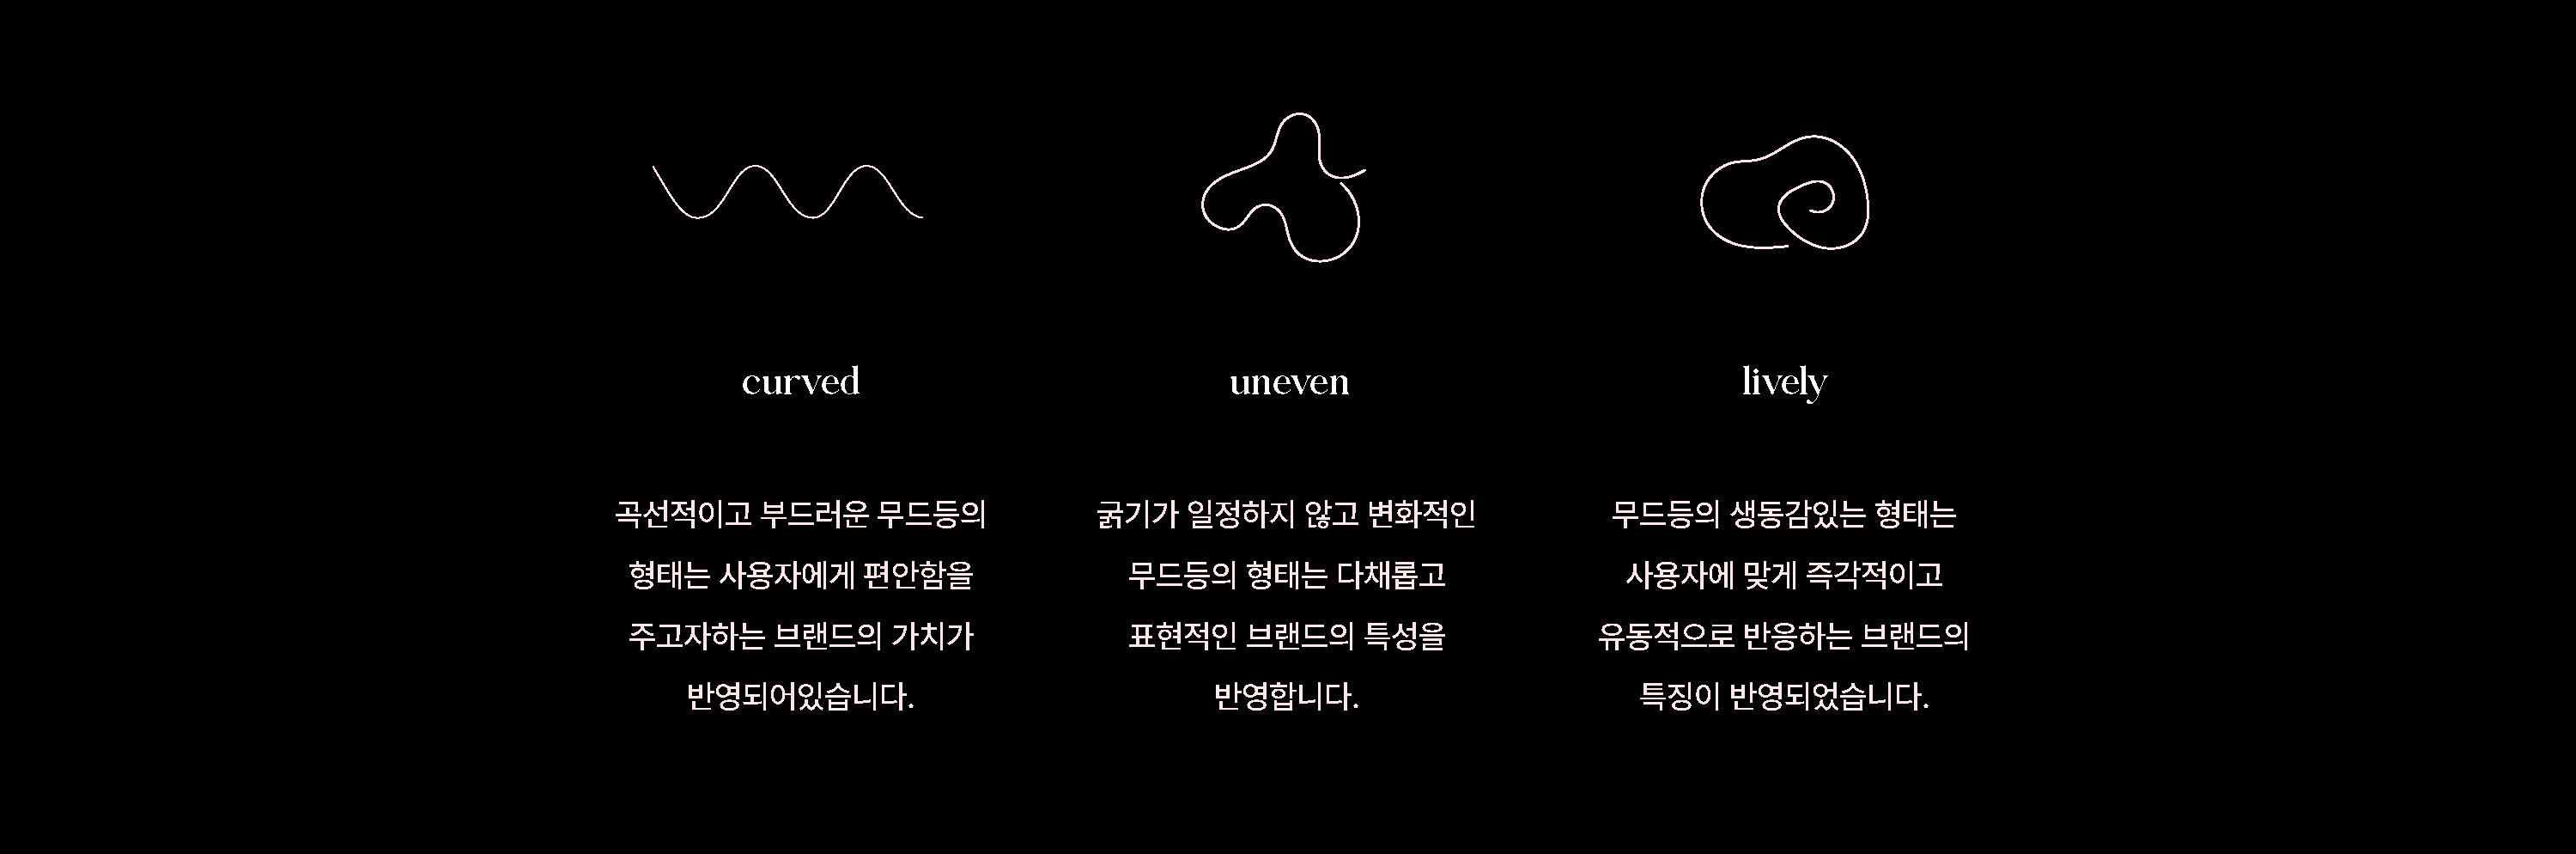 curved
곡선적이고 부드러운 무드등의
형태는 사용자에게 편안함을
주고자하는 브랜드의 가치가
반영되어있습니다.
uneven
굵기가 일정하지 않고 변화적인
무드등의 형태는 다채롭고
표현적인 브랜드의 특성을
반영합니다.
lively
무드등의 생동감있는 형태는
사용자에 맞게 즉각적이고
유동적으로 반응하는 브랜드의
특징이 반영되었습니다.